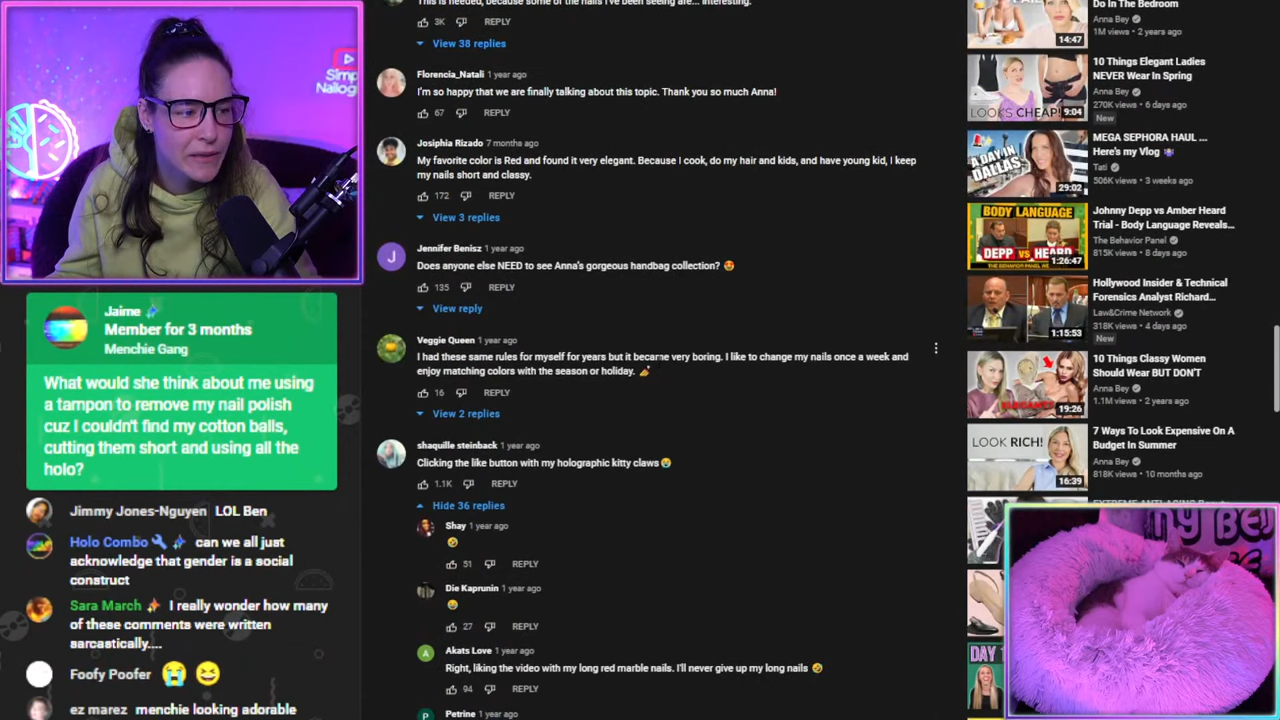 Simp
Nailog
Jaime
Member for 3 months
Menchie Gang
What would she think about me using
a tampon to remove my nail polish
cuz I couldn't find my cotton balls,
cutting them short and using all the
holo?
Jimmy Jones-Nguyen LOL Ben
Holo Combo can we all just
acknowledge that gender is a social
construct
Sara March I really wonder how many
of these comments were written
sarcastically....
Foofy Poofer
ez marez menchie looking adorable
This is needed, because some of the nails I've been seeing are... interesting.
3K REPLY
View 38 replies
Florencia_Natali 1 year ago
I'm so happy that we are finally talking about this topic. Thank you so much Anna!
67 REPLY
Josiphia Rizado 7 months ago
My favorite color is Red and found it very elegant. Because I cook, do my hair and kids, and have young kid, I keep
my nails short and classy.
172 REPLY
View 3 replies
J
Jennifer Benisz 1 year ago
Does anyone else NEED to see Anna's gorgeous handbag collection?
135 REPLY
View reply
Veggie Queen 1 year ago
I had these same rules for myself for years but it became very boring. I like to change my nails once a week and
enjoy matching colors with the season or holiday.
16 REPLY
View 2 replies
shaquille steinback 1 year ago
Clicking the like button with my holographic kitty claws
1.1K REPLY
Hide 36 replies
Shay 1 year ago
51 REPLY
Die Kaprunin 1 year ago
27 REPLY
A
Akats Love 1 year ago
Right, liking the video with my long red marble nails. I'll never give up my long nails
94 REPLY
P
Petrine 1 year ago
14:47
Do In The Bedroom
Anna Bey
1M views • 2 years ago
LOOKS CHEAP!
9:04
10 Things Elegant Ladies
NEVER Wear In Spring
Anna Bey
270K views • 6 days ago
New
A DAY IN
DALLAS
29:02
MEGA SEPHORA HAUL ...
Here's my Vlog
Tati
506K views • 3 weeks ago
BODY LANGUAGE
DEPP vs HEARD
1:26:47
Johnny Depp vs Amber Heard
Trial - Body Language Reveals...
The Behavior Panel
815K views • 8 days ago
1:15:53
Hollywood Insider & Technical
Forensics Analyst Richard...
Law&Crime Network
318K views • 4 days ago
New
19:26
10 Things Classy Women
Should Wear BUT DON'T
Anna Bey
1.1M views • 2 years ago
LOOK RICH!
16:39
7 Ways To Look Expensive On A
Budget In Summer
Anna Bey
818K views • 10 months ago
DAY 1
MY BE